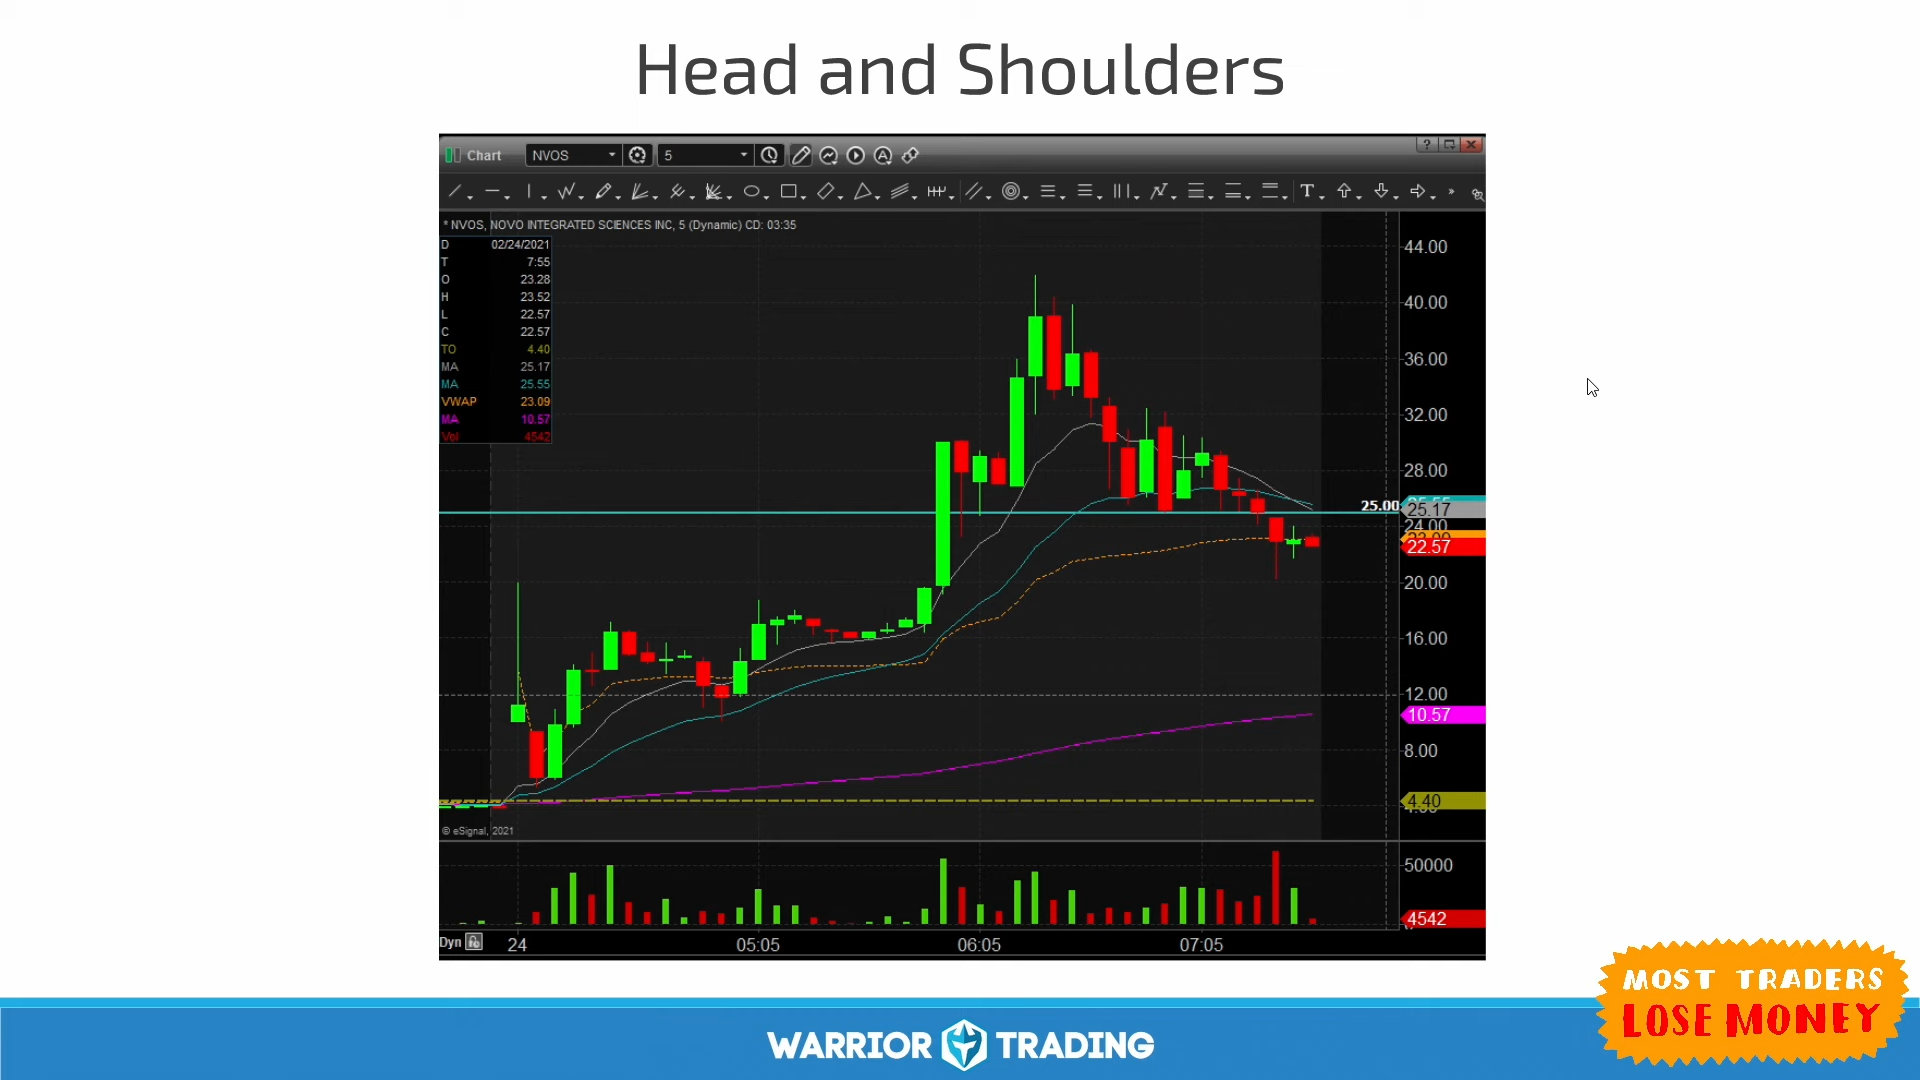 Head and Shoulders
Chart NVOS 5
* NVOS, NOVO INTEGRATED SCIENCES INC, 5 (Dynamic) CD: 03:35
D 02/24/2021
T 7:55
O 23.28
H 23.52
L 22.57
C 22.57
TO 4.40
MA 25.17
MA 25.55
VWAP 23.09
MA 10.57
Vol 4542
44.00
40.00
36.00
32.00
28.00
25.00
25.17
24.00
22.57
20.00
16.00
12.00
10.57
8.00
4.40
© eSignal, 2021
50000
4542
Dyn 24 05:05 06:05 07:05
MOST TRADERS
LOSE MONEY
WARRIOR TRADING